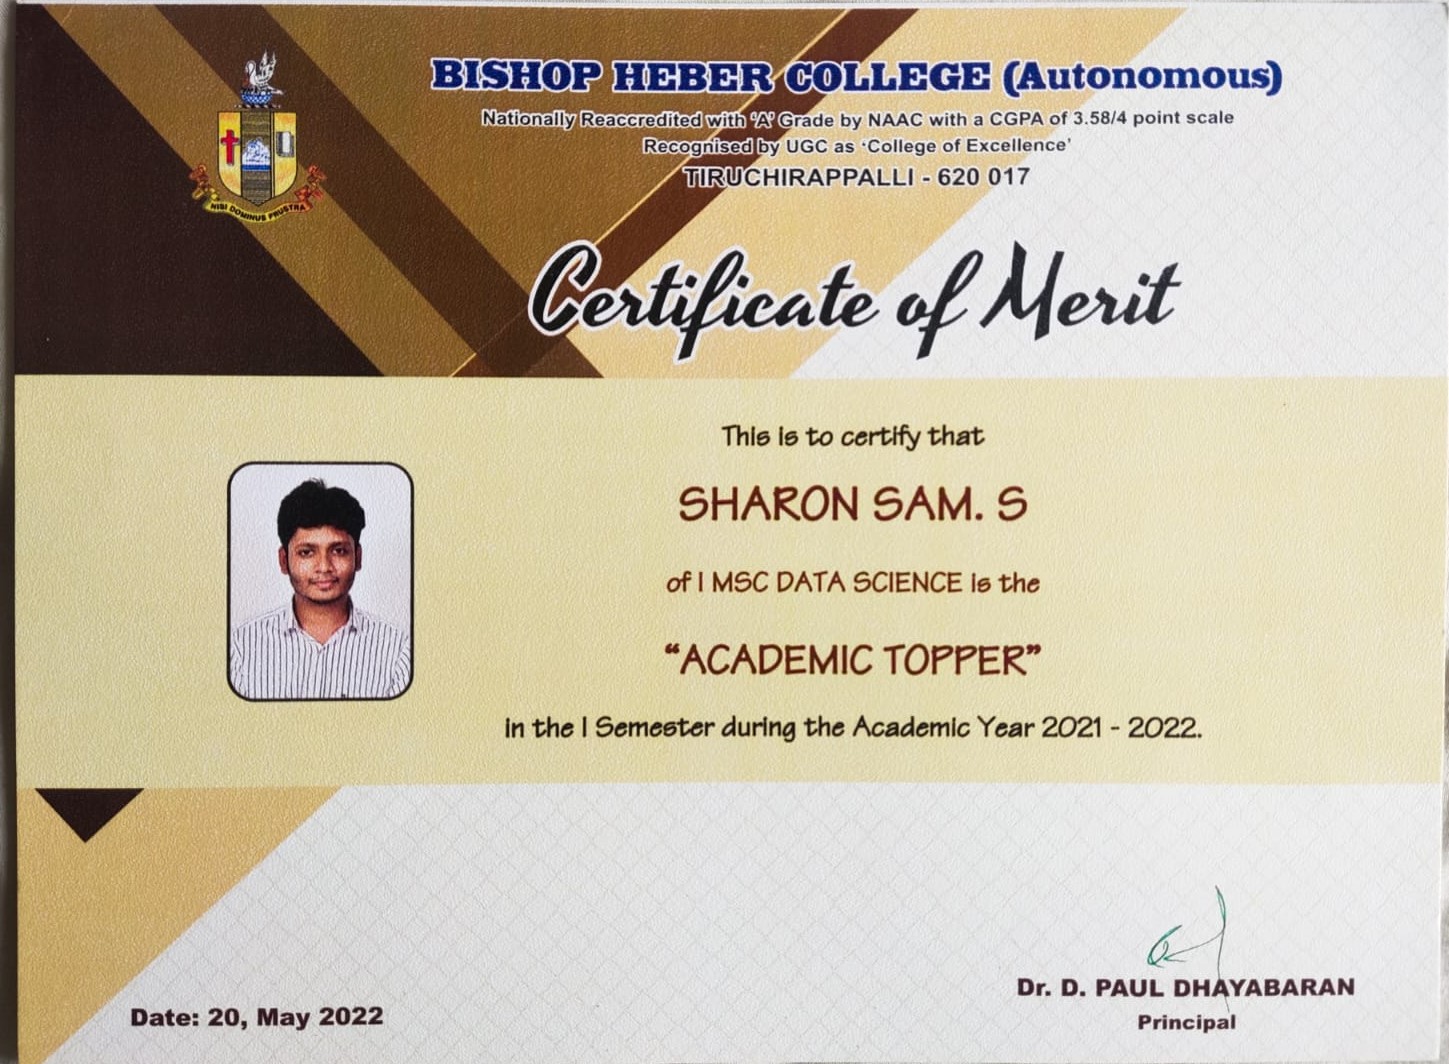 BISHOP HEBER COLLEGE (Autonomous)
Nationally Reaccredited with 'A' Grade by NAAC with a CGPA of 3.58/4 point scale
Recognised by UGC as 'College of Excellence'
TIRUCHIRAPPALLI - 620 017
NISI DOMINUS FRUSTRA
Certificate of Merit
This is to certify that
SHARON SAM. S
of I MSC DATA SCIENCE is the
"ACADEMIC TOPPER"
in the I Semester during the Academic Year 2021 - 2022.
Dr. D. PAUL DHAYABARAN
Principal
Date: 20, May 2022